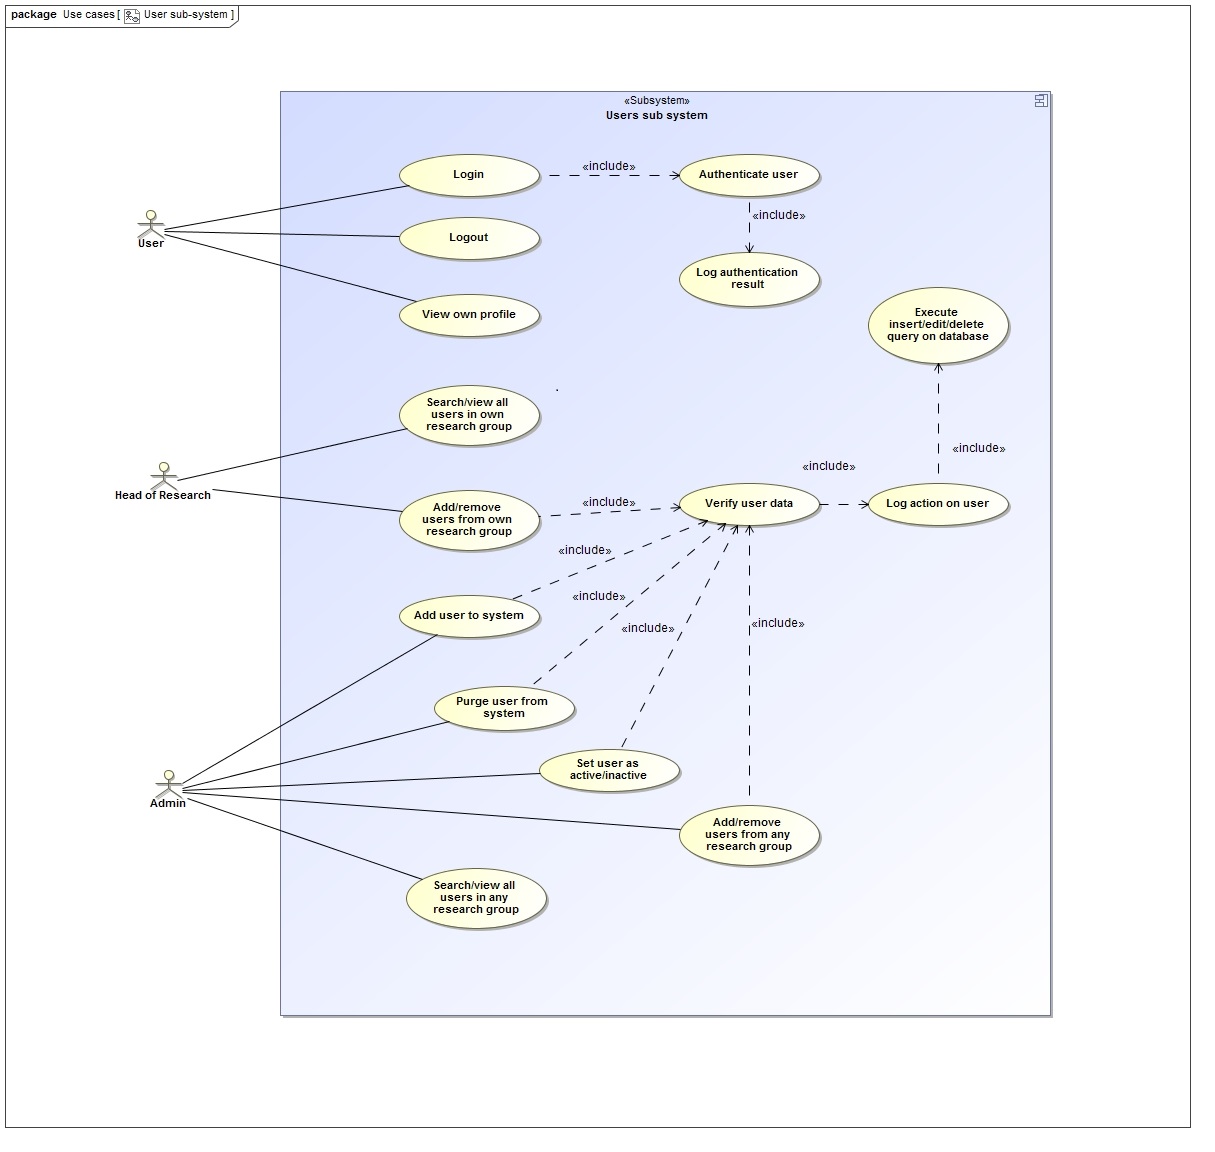 package Use cases [ User sub-system ]
«Subsystem»
Users sub system
Login
«include»
Authenticate user
«include»
User
Logout
Log authentication
result
View own profile
Execute
insert/edit/delete
query on database
Search/view all
users in own
research group
«include»
«include»
Head of Research
Add/remove
users from own
research group
«include»
Verify user data
Log action on user
«include»
Add user to system
«include»
«include»
«include»
Purge user from
system
Set user as
active/inactive
Admin
Add/remove
users from any
research group
Search/view all
users in any
research group